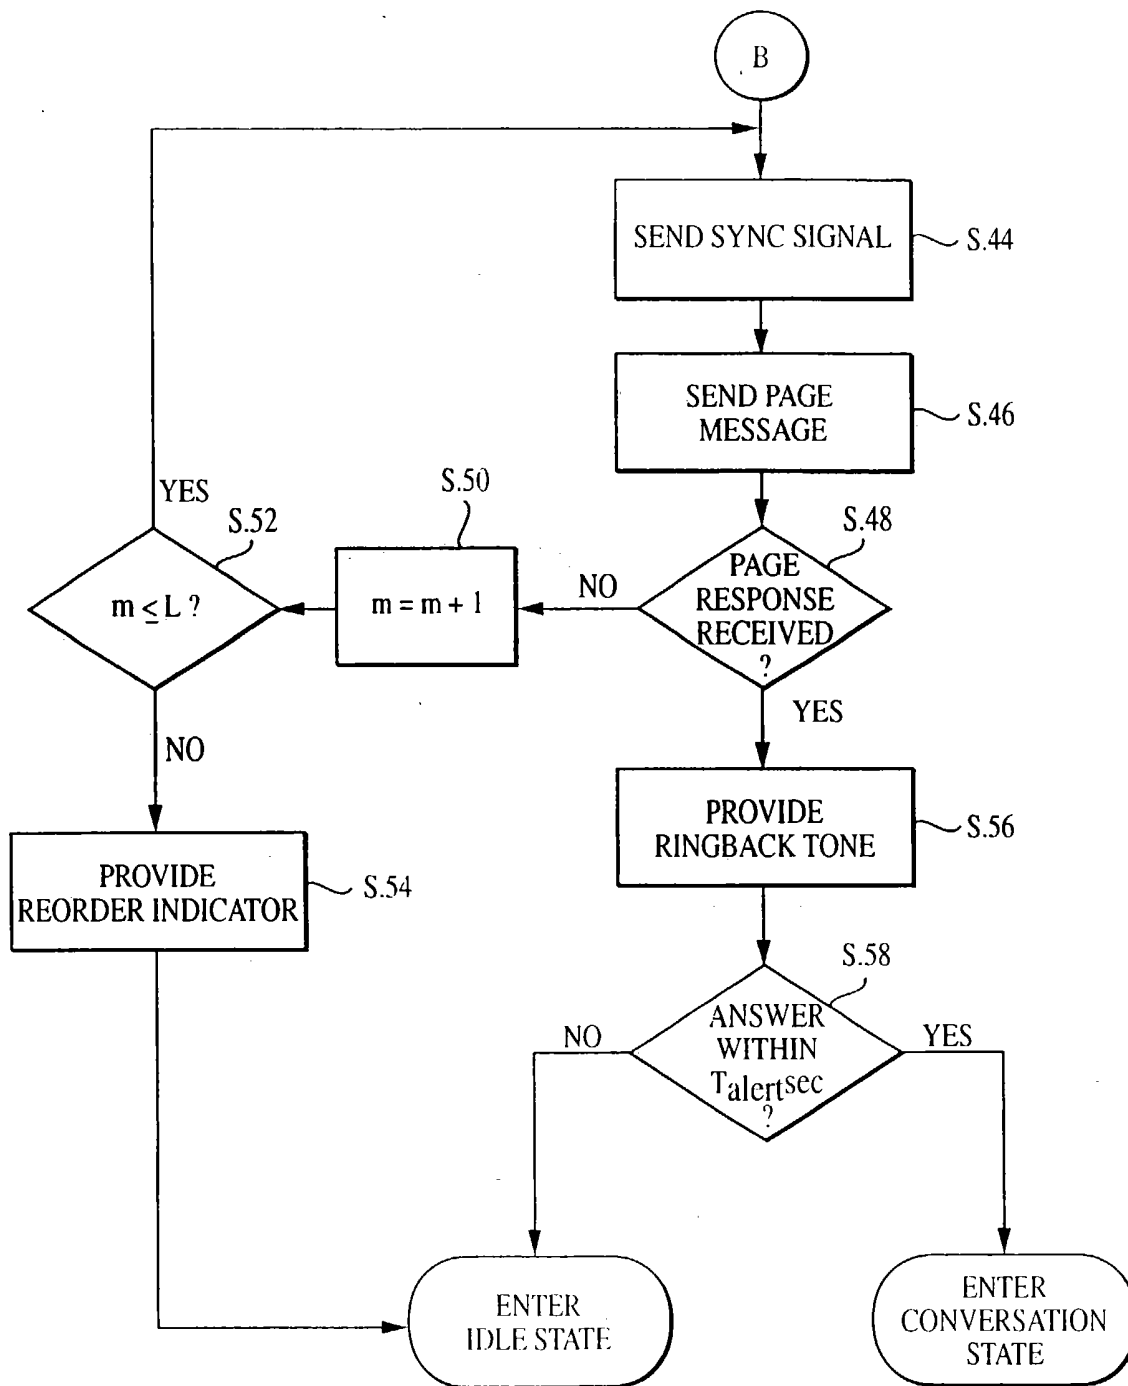 B
SEND SYNC SIGNAL
S.44
SEND PAGE
MESSAGE
S.46
YES
S.52
m ≤ L ?
S.50
m = m + 1
NO
S.48
PAGE
RESPONSE
RECEIVED
?
YES
NO
PROVIDE
REORDER INDICATOR
S.54
PROVIDE
RINGBACK TONE
S.56
S.58
NO
ANSWER
WITHIN
Talert sec
?
YES
ENTER
IDLE STATE
ENTER
CONVERSATION
STATE